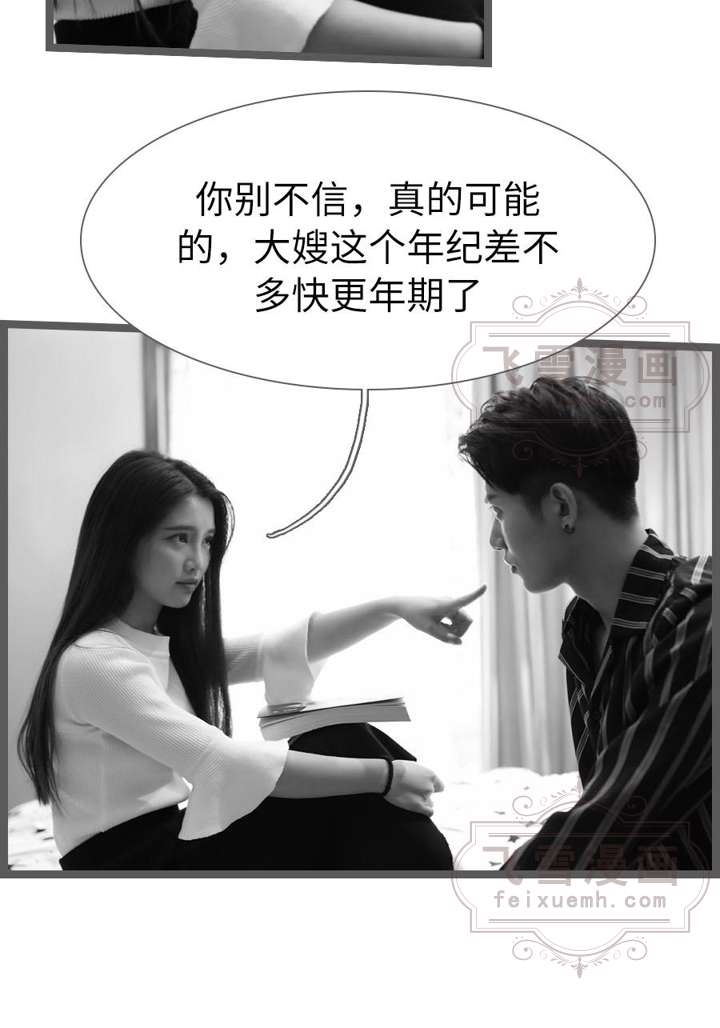 你别不信，真的可能
的，大嫂这个年纪差不
多快更年期了
飞雪漫画
.com
飞雪漫画
feixuemh.com